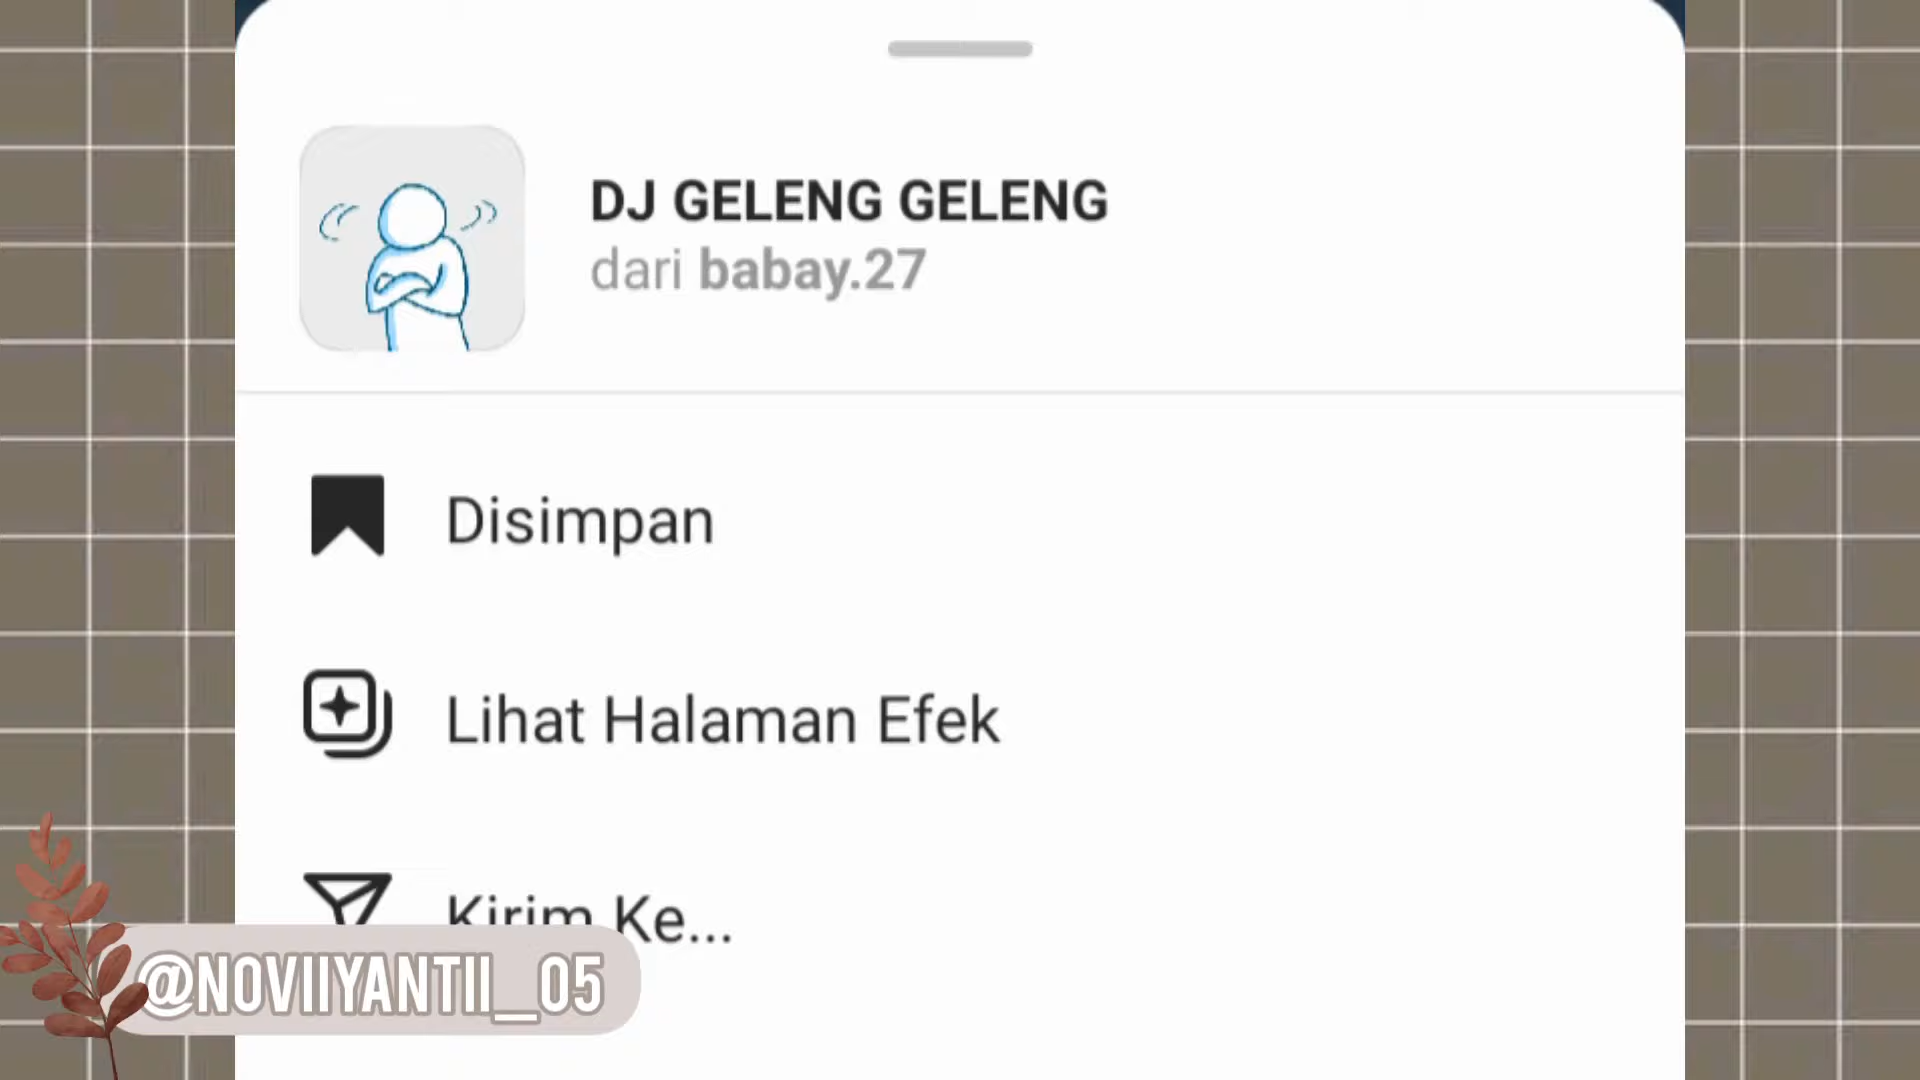 DJ GELENG GELENG
dari babay.27
Disimpan
Lihat Halaman Efek
Kirim Ke...
@NOVIIYANTII_05